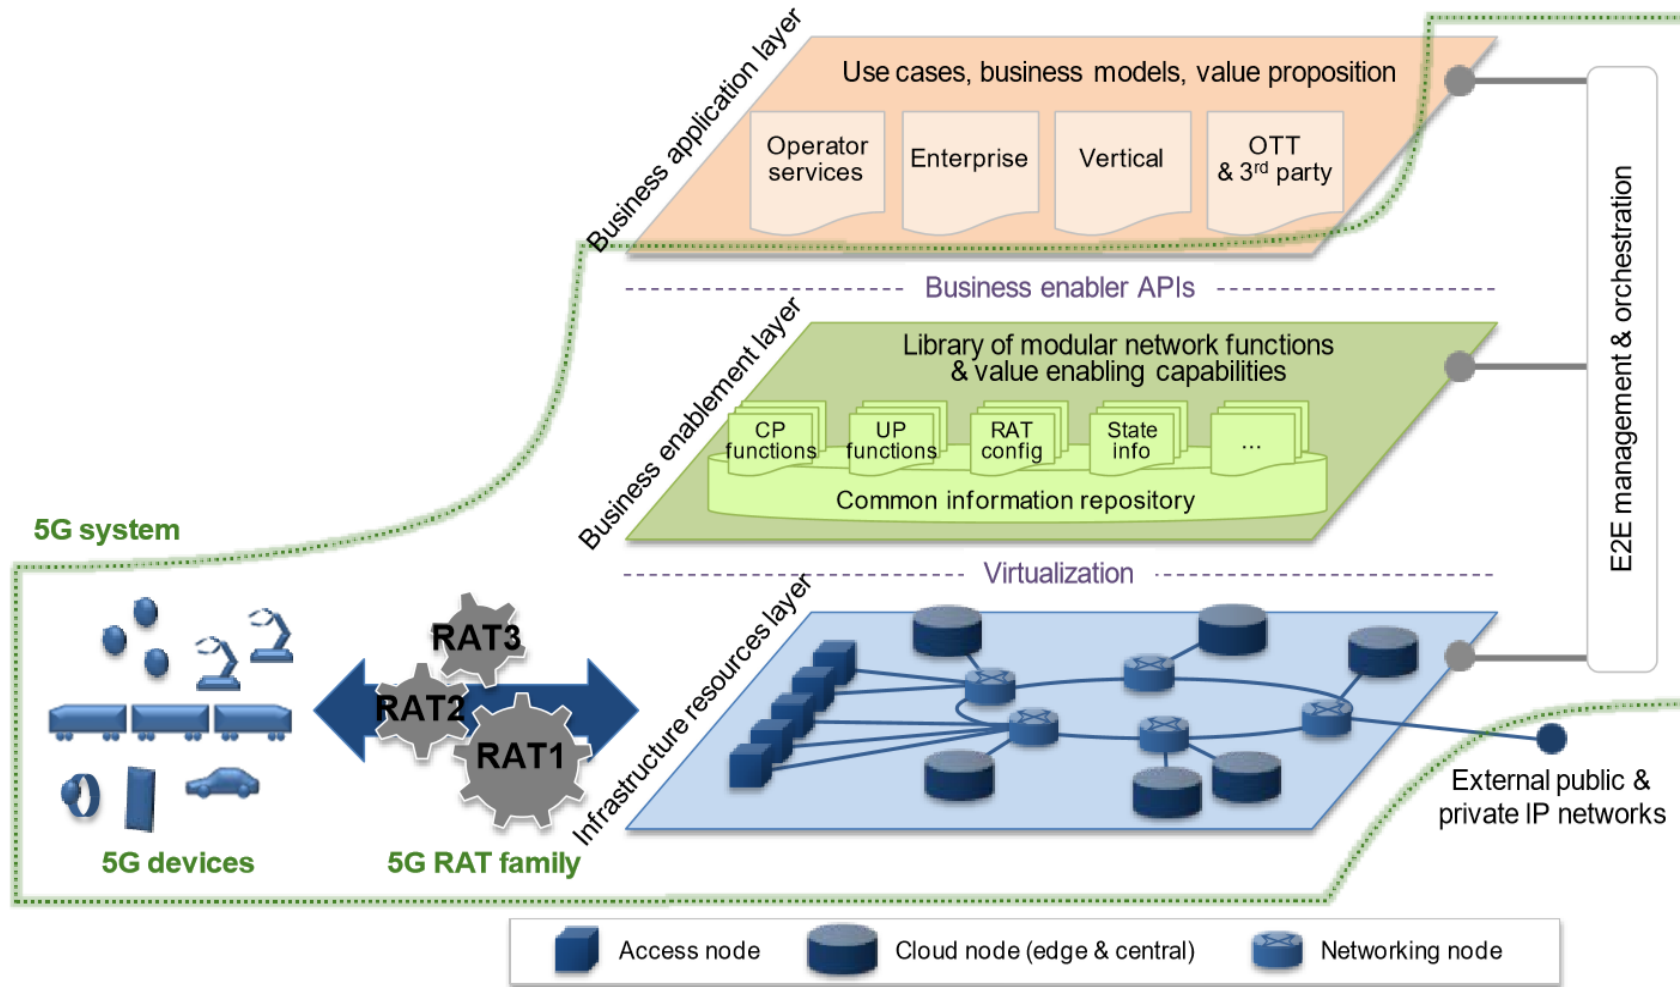 Business application layer
Use cases, business models, value proposition
Operator
services
Enterprise
Vertical
OTT
& 3rd party
Business enabler APIs
Business enablement layer
Library of modular network functions
& value enabling capabilities
CP
functions
UP
functions
RAT
config
State
info
...
Common information repository
E2E management & orchestration
Virtualization
5G system
Infrastructure resources layer
RAT3
RAT2
RAT1
5G devices
5G RAT family
External public &
private IP networks
Access node
Cloud node (edge & central)
Networking node